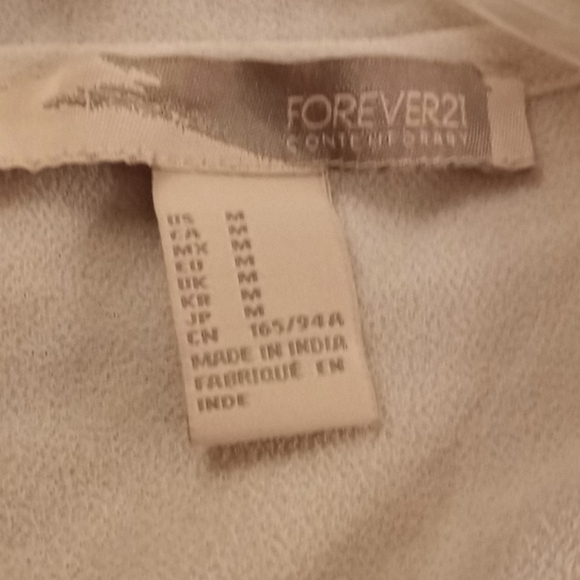 FOREVER21
CONTEMPORARY
US M
CA M
MX M
EU M
UK M
KR M
JP M
CN 165/94A
MADE IN INDIA
FABRIQUÉ EN
INDE